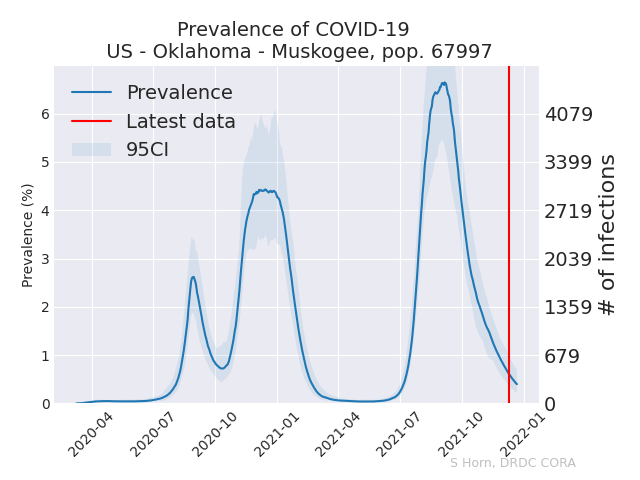 Prevalence of COVID-19
US - Oklahoma - Muskogee, pop. 67997
Prevalence
Latest data
95CI
Prevalence (%)
6
5
4
3
2
1
0
4079
3399
2719
2039
1359
679
0
# of infections
2020-04
2020-07
2020-10
2021-01
2021-04
2021-07
2021-10
2022-01
S Horn, DRDC CORA